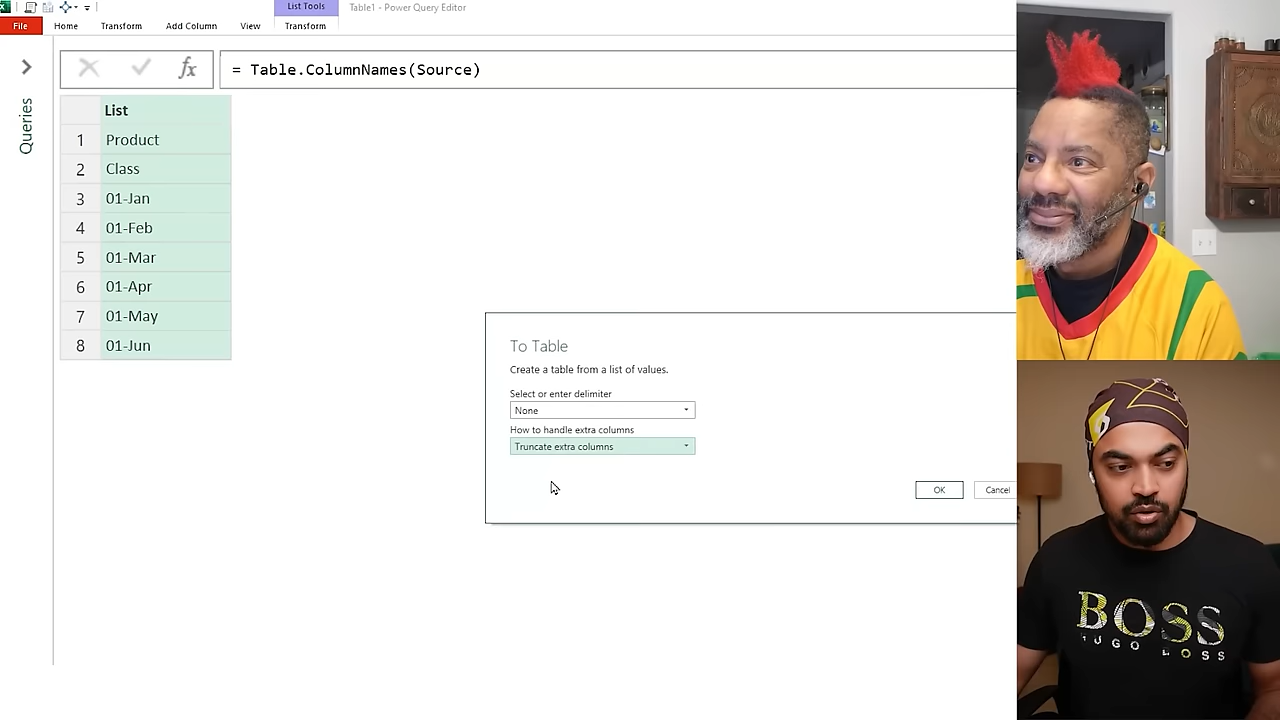 List Tools
Table1 - Power Query Editor
File
Home
Transform
Add Column
View
Transform
fx
= Table.ColumnNames(Source)
Queries
List
1 Product
2 Class
3 01-Jan
4 01-Feb
5 01-Mar
6 01-Apr
7 01-May
8 01-Jun
To Table
Create a table from a list of values.
Select or enter delimiter
None
How to handle extra columns
Truncate extra columns
OK
Cancel
BOSS